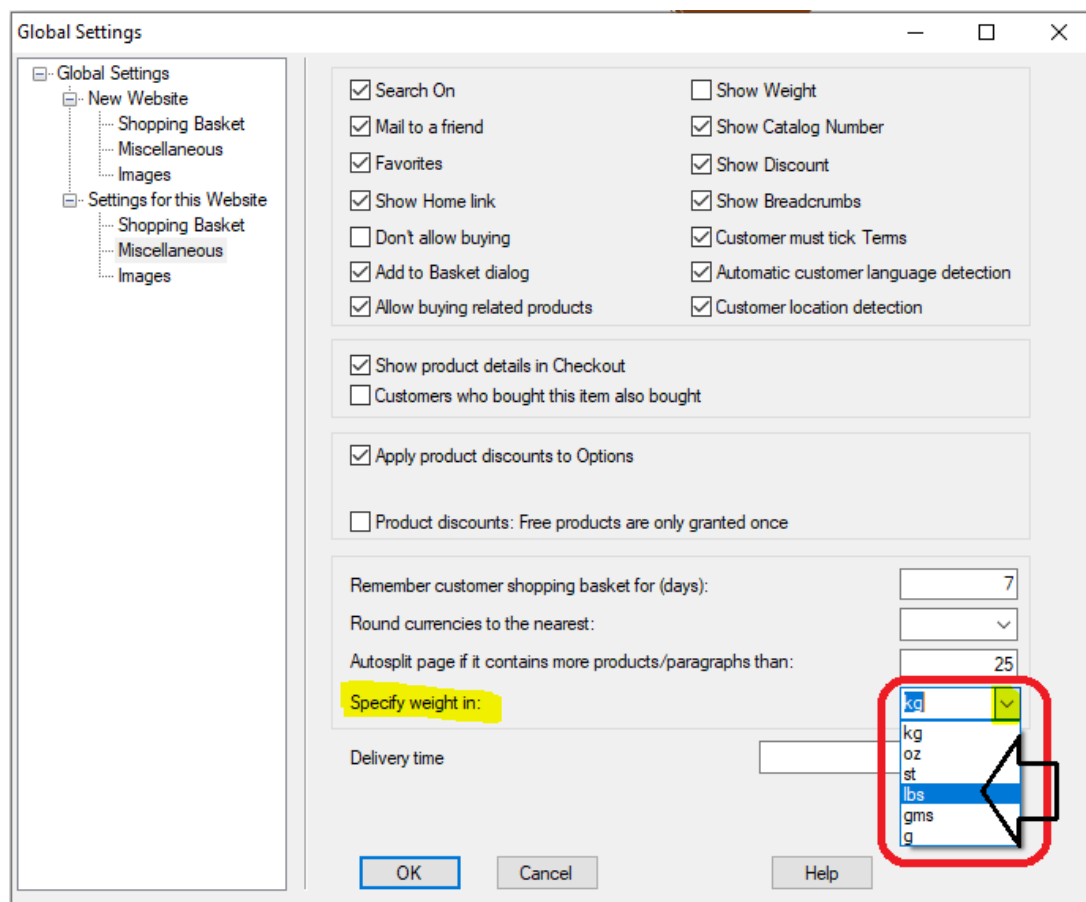 Global Settings
Global Settings
New Website
Shopping Basket
Miscellaneous
Images
Settings for this Website
Shopping Basket
Miscellaneous
Images
Search On
Show Weight
Mail to a friend
Show Catalog Number
Favorites
Show Discount
Show Home link
Show Breadcrumbs
Don't allow buying
Customer must tick Terms
Add to Basket dialog
Automatic customer language detection
Allow buying related products
Customer location detection
Show product details in Checkout
Customers who bought this item also bought
Apply product discounts to Options
Product discounts: Free products are only granted once
Remember customer shopping basket for (days): 7
Round currencies to the nearest:
Autosplit page if it contains more products/paragraphs than: 25
Specify weight in: kg
kg
oz
st
lbs
gms
g
Delivery time
OK Cancel Help